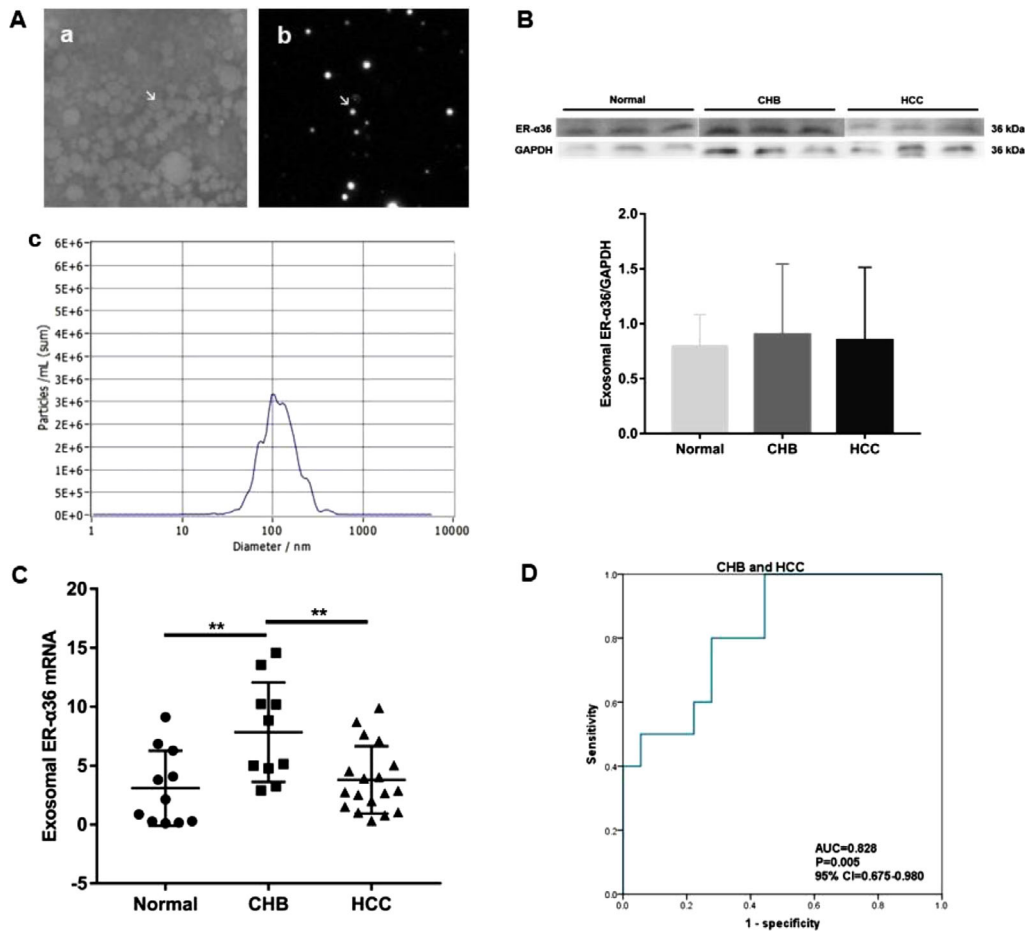 A
a
b
B
Normal CHB HCC
ER-α36 36 kDa
GAPDH 36 kDa
c
6E+6
6E+6
5E+6
5E+6
4E+6
4E+6
3E+6
3E+6
2E+6
2E+6
1E+6
5E+5
0E+0
Particles /mL (sum)
1 10 100 1000 10000
Diameter / nm
2.0
1.5
1.0
0.5
0.0
Exosomal ER-α36/GAPDH
Normal CHB HCC
C
20
15
10
5
0
-5
Exosomal ER-α36 mRNA
** **
Normal CHB HCC
D
CHB and HCC
1.0
0.8
0.6
0.4
0.2
0.0
Sensitivity
AUC=0.828
P=0.005
95% CI=0.675-0.980
0.0 0.2 0.4 0.6 0.8 1.0
1 - specificity